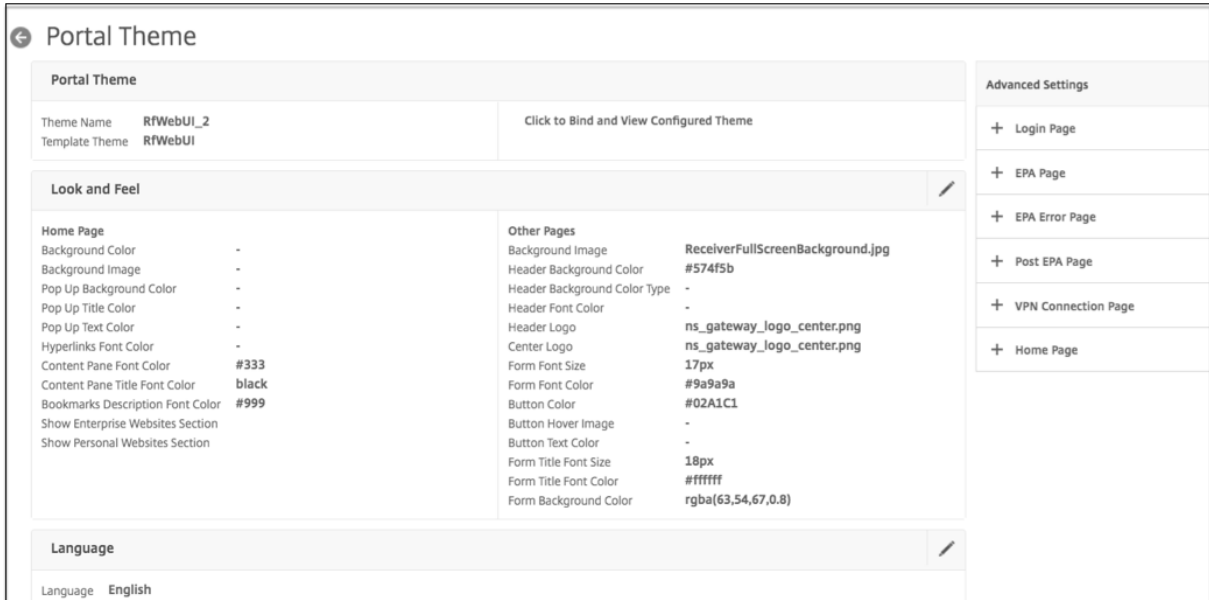 Portal Theme
Portal Theme
Theme Name RfWebUI_2
Template Theme RfWebUI
Click to Bind and View Configured Theme
Look and Feel
Home Page
Background Color -
Background Image -
Pop Up Background Color -
Pop Up Title Color -
Pop Up Text Color -
Hyperlinks Font Color -
Content Pane Font Color #333
Content Pane Title Font Color black
Bookmarks Description Font Color #999
Show Enterprise Websites Section
Show Personal Websites Section
Other Pages
Background Image ReceiverFullScreenBackground.jpg
Header Background Color #574f5b
Header Background Color Type -
Header Font Color -
Header Logo ns_gateway_logo_center.png
Center Logo ns_gateway_logo_center.png
Form Font Size 17px
Form Font Color #9a9a9a
Button Color #02A1C1
Button Hover Image -
Button Text Color -
Form Title Font Size 18px
Form Title Font Color #ffffff
Form Background Color rgba(63,54,67,0.8)
Language
Language English
Advanced Settings
+ Login Page
+ EPA Page
+ EPA Error Page
+ Post EPA Page
+ VPN Connection Page
+ Home Page